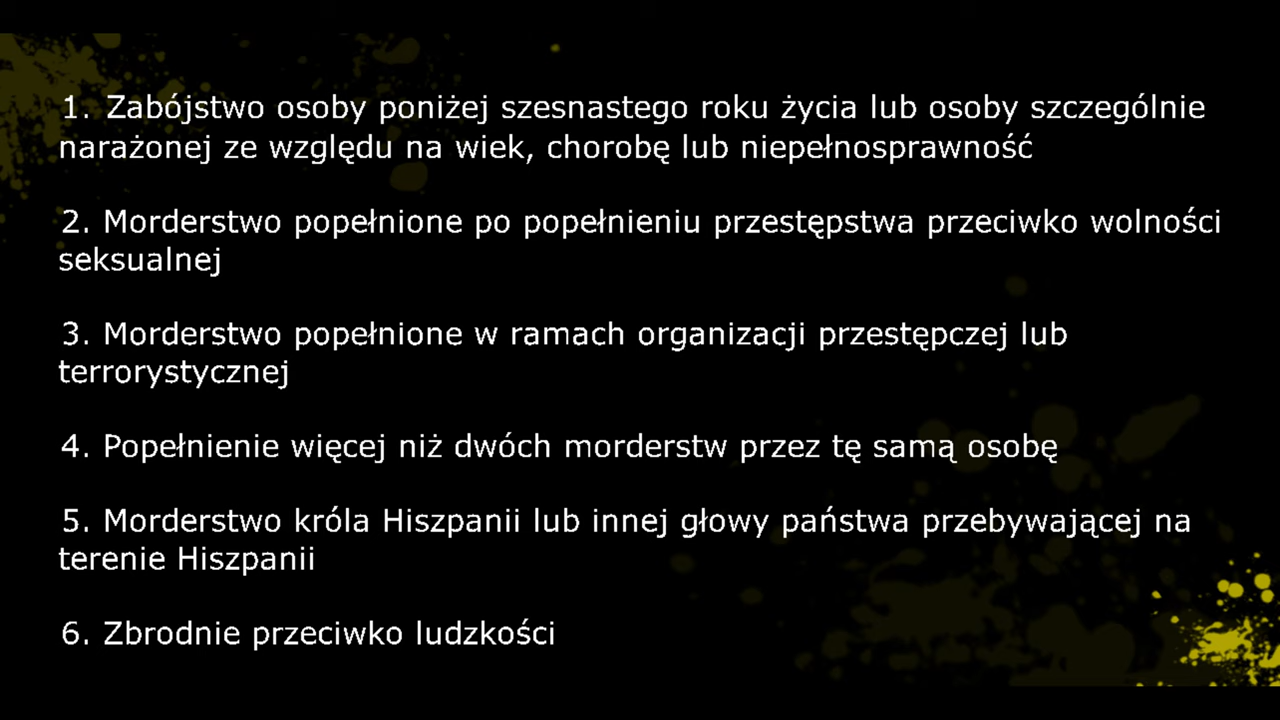 1. Zabójstwo osoby poniżej szesnastego roku życia lub osoby szczególnie
narażonej ze względu na wiek, chorobę lub niepełnosprawność
2. Morderstwo popełnione po popełnieniu przestępstwa przeciwko wolności
seksualnej
3. Morderstwo popełnione w ramach organizacji przestępczej lub
terrorystycznej
4. Popełnienie więcej niż dwóch morderstw przez tę samą osobę
5. Morderstwo króla Hiszpanii lub innej głowy państwa przebywającej na
terenie Hiszpanii
6. Zbrodnie przeciwko ludzkości